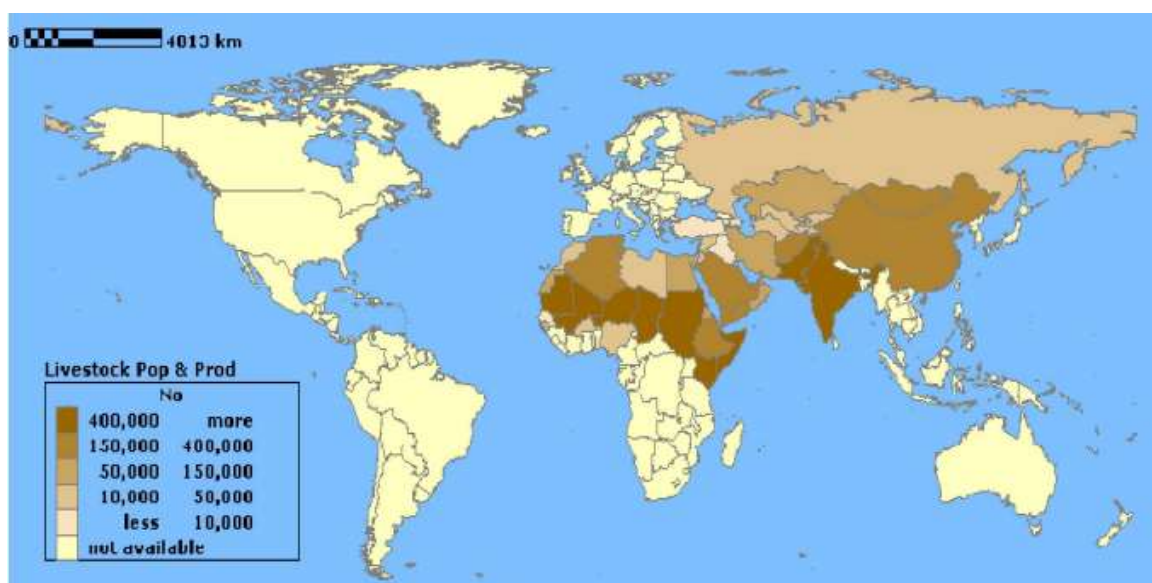 0 4013 km
Livestock Pop & Prod
No
400,000 more
150,000 400,000
50,000 150,000
10,000 50,000
less 10,000
not available